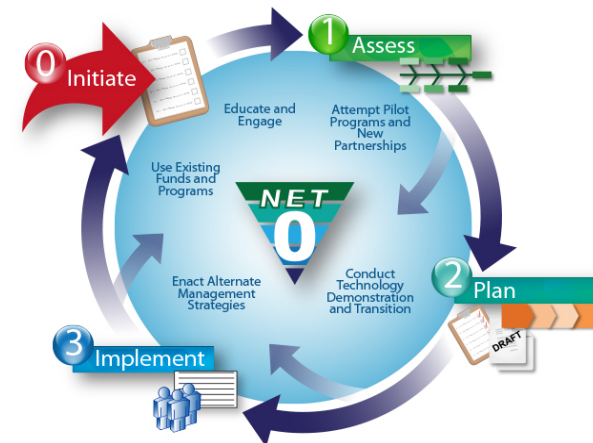 0 Initiate
1 Assess
Educate and
Engage
Attempt Pilot
Programs and
New
Partnerships
Use Existing
Funds and
Programs
NET
0
Enact Alternate
Management
Strategies
Conduct
Technology
Demonstration
and Transition
2 Plan
DRAFT
3 Implement